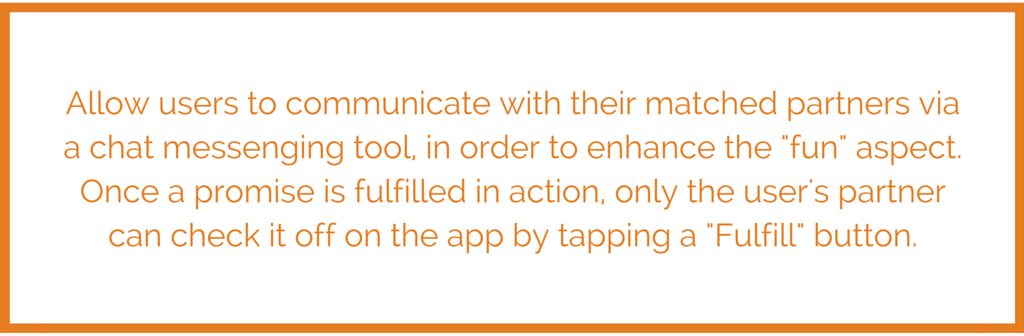 Allow users to communicate with their matched partners via
a chat messenging tool, in order to enhance the "fun" aspect.
Once a promise is fulfilled in action, only the user's partner
can check it off on the app by tapping a "Fulfill" button.